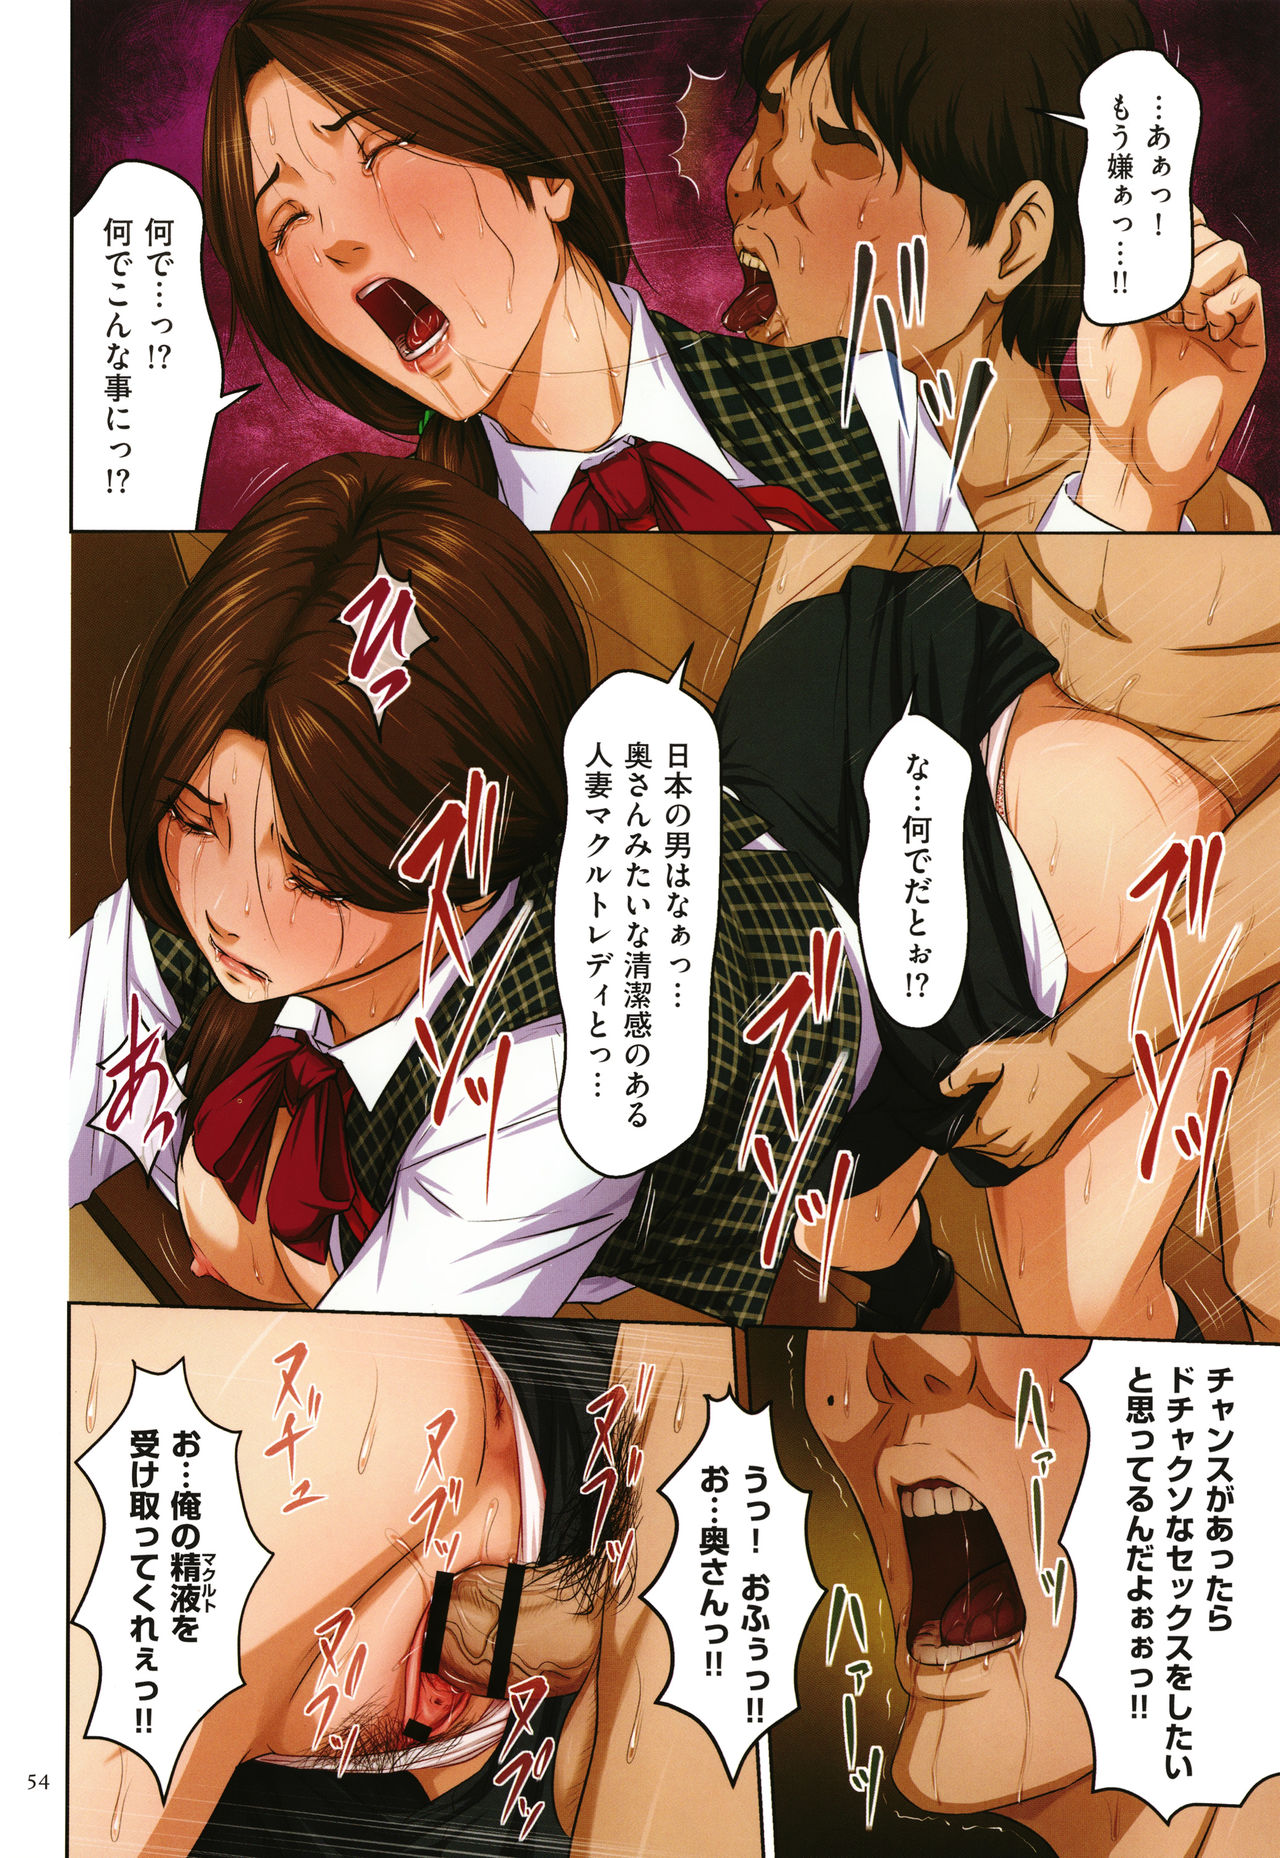 …あぁっ！
もう嫌ぁっ…!!
何で…っ!?
何でこんな事にっ!?
ひっ
な…何でだとぉ!?
日本の男はなぁっ…
奥さんみたいな清潔感のある
人妻マクルトレディとっ…
ズンッ
ズンッ
ズンッ
あぁっ
チャンスがあったら
ドチャクソなセックスをしたい
と思ってるんだよぉぉっ!!
ハァー
ハァー
ハァー
うっ！おふぅっ!!
お…奥さんっ!!
ヌブッ
ヌブッ
ヌヂュ
ヌブッ
ヌプッ
お…俺の精液を
マクルト
受け取ってくれぇっ!!
54